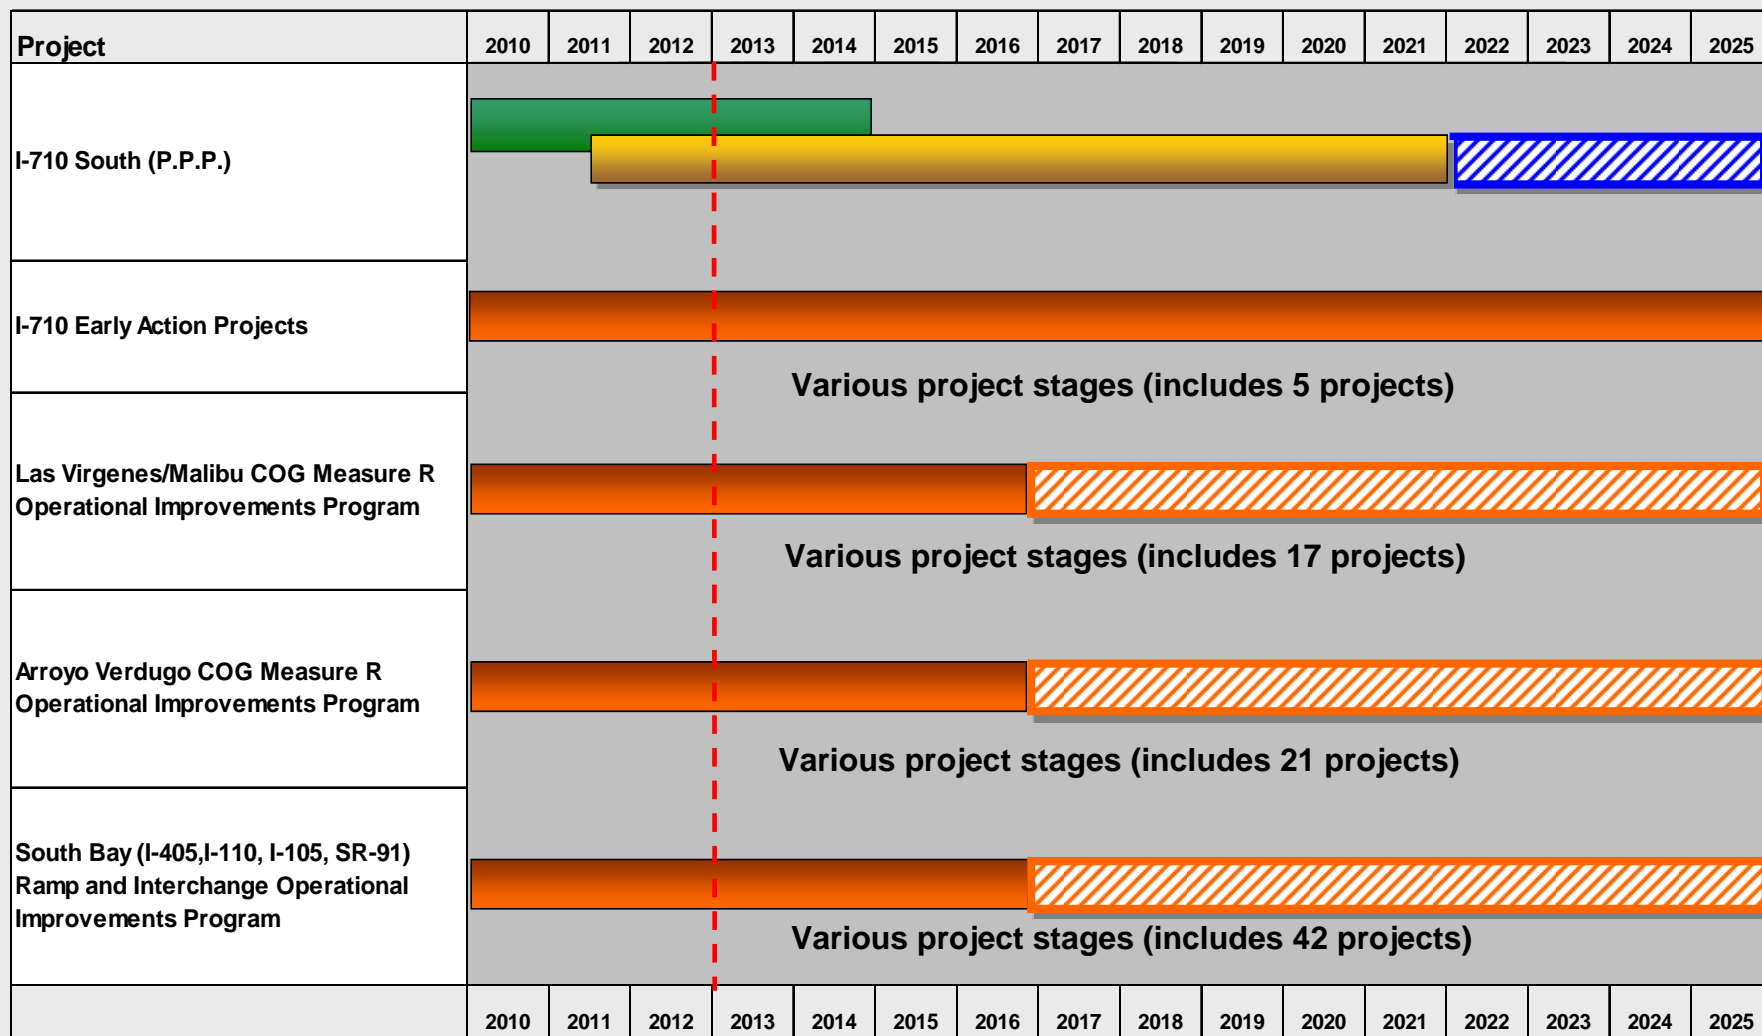 Project 2010 2011 2012 2013 2014 2015 2016 2017 2018 2019 2020 2021 2022 2023 2024 2025
I-710 South (P.P.P.)
I-710 Early Action Projects
Various project stages (includes 5 projects)
Las Virgenes/Malibu COG Measure R
Operational Improvements Program
Various project stages (includes 17 projects)
Arroyo Verdugo COG Measure R
Operational Improvements Program
Various project stages (includes 21 projects)
South Bay (I-405,I-110, I-105, SR-91)
Ramp and Interchange Operational
Improvements Program
Various project stages (includes 42 projects)
2010 2011 2012 2013 2014 2015 2016 2017 2018 2019 2020 2021 2022 2023 2024 2025